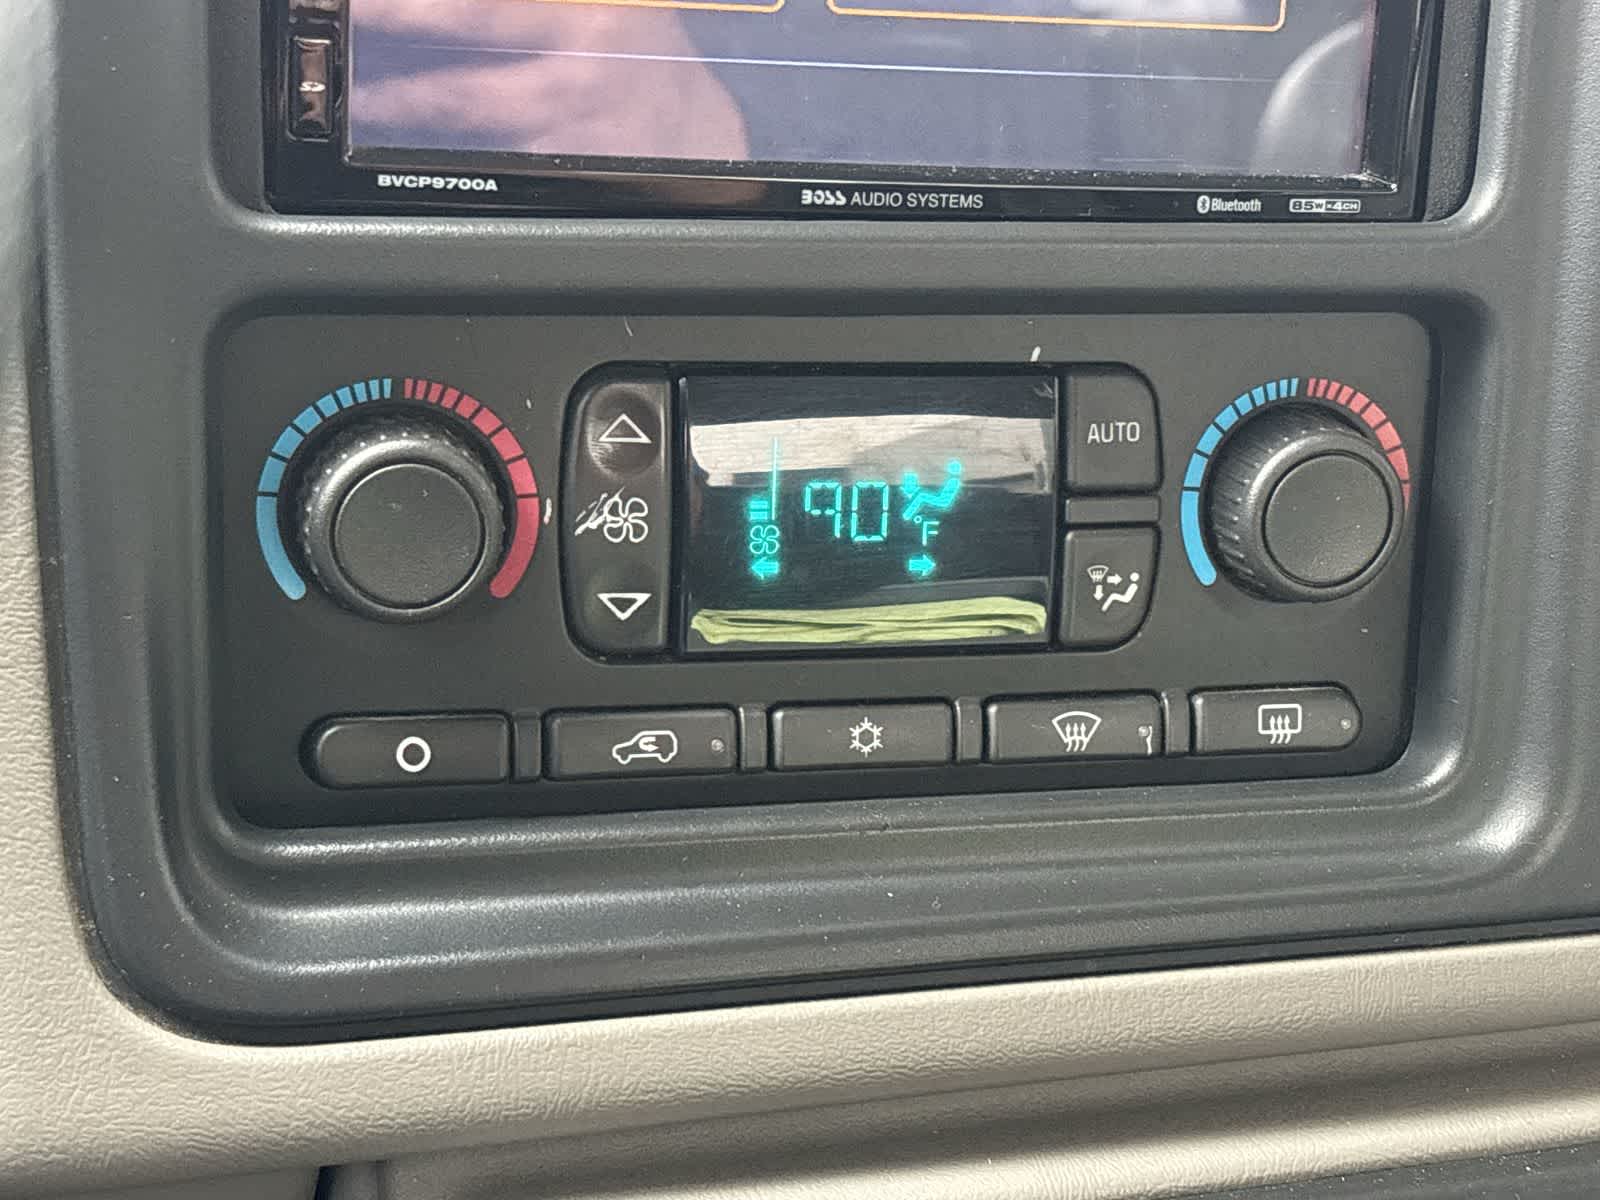 BVCP9700A
BOSS AUDIO SYSTEMS
Bluetooth
85W×4CH
AUTO
90
°F